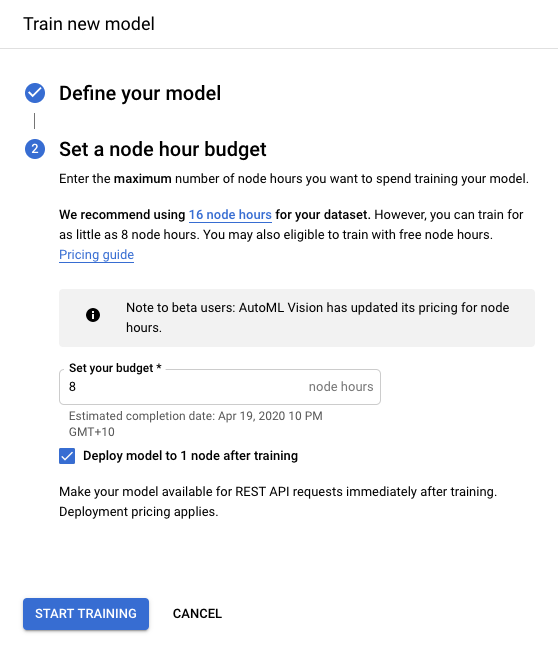 Train new model
Define your model
2
Set a node hour budget
Enter the maximum number of node hours you want to spend training your model.
We recommend using 16 node hours for your dataset. However, you can train for
as little as 8 node hours. You may also eligible to train with free node hours.
Pricing guide
Note to beta users: AutoML Vision has updated its pricing for node
hours.
Set your budget *
8 node hours
Estimated completion date: Apr 19, 2020 10 PM
GMT+10
Deploy model to 1 node after training
Make your model available for REST API requests immediately after training.
Deployment pricing applies.
START TRAINING CANCEL